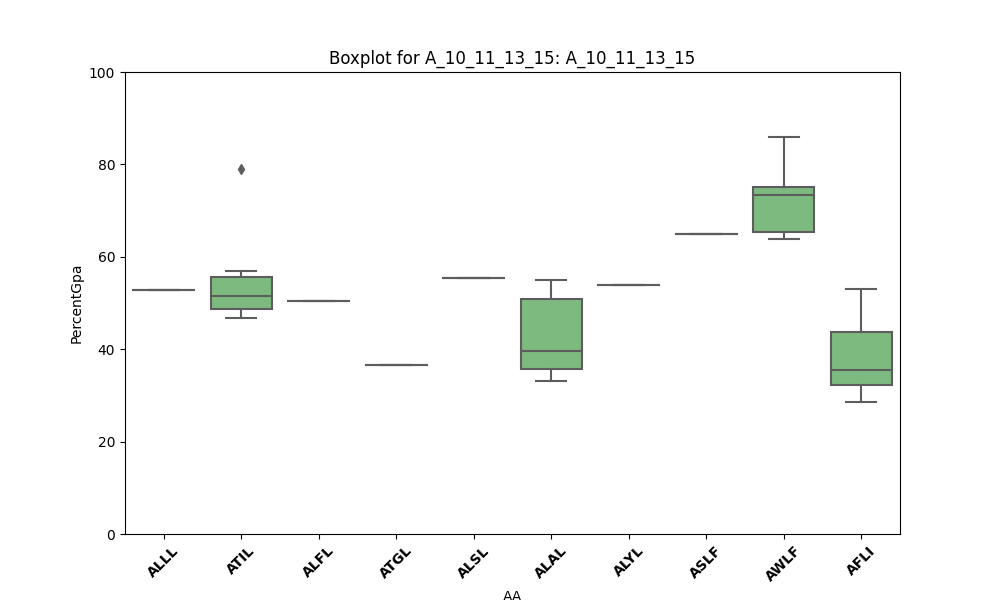 Boxplot for A_10_11_13_15: A_10_11_13_15
PercentGpa
100
80
60
40
20
0
ALLL ATIL ALFL ATGL ALSL ALAL ALYL ASLF AWLF AFLI
AA